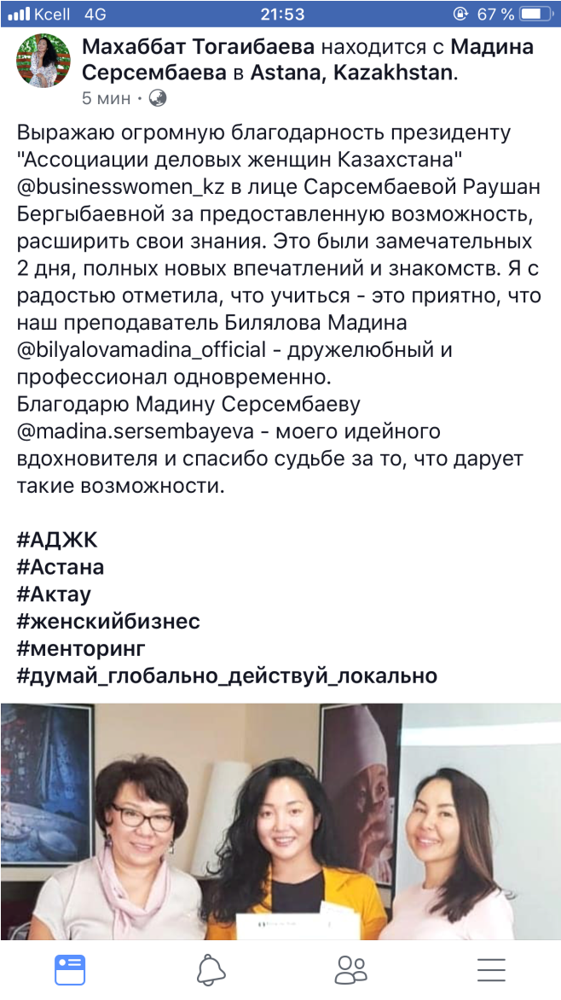 Kcell 4G 21:53 67 %
Махаббат Тогаибаева находится с Мадина
Серсембаева в Astana, Kazakhstan.
5 мин ·
Выражаю огромную благодарность президенту
"Ассоциации деловых женщин Казахстана"
@businesswomen_kz в лице Сарсембаевой Раушан
Бергыбаевной за предоставленную возможность,
расширить свои знания. Это были замечательных
2 дня, полных новых впечатлений и знакомств. Я с
радостью отметила, что учиться - это приятно, что
наш преподаватель Билялова Мадина
@bilyalovamadina_official - дружелюбный и
профессионал одновременно.
Благодарю Мадину Серсембаеву
@madina.sersembayeva - моего идейного
вдохновителя и спасибо судьбе за то, что дарует
такие возможности.
#АДЖК
#Астана
#Актау
#женскийбизнес
#менторинг
#думай_глобально_действуй_локально